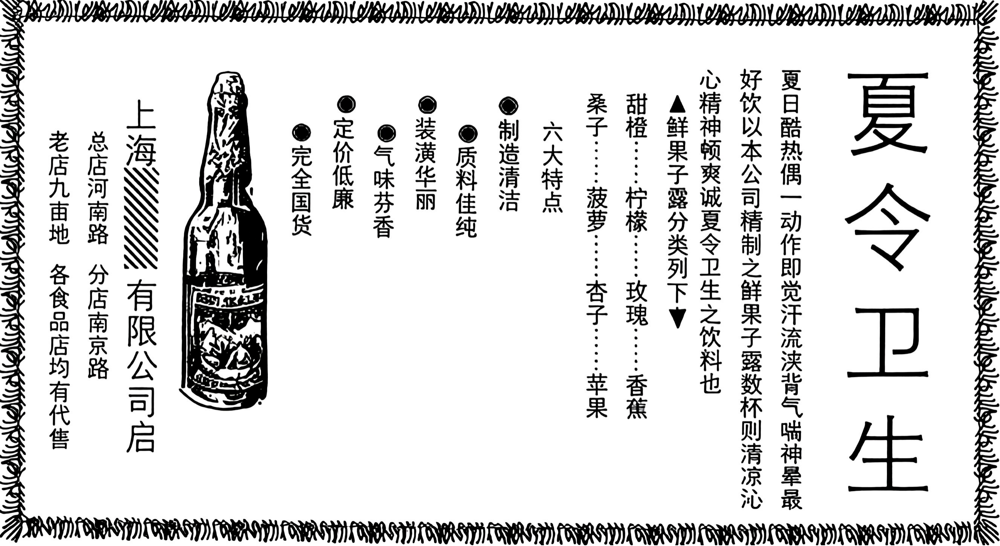 夏令卫生
夏日酷热偶一动作即觉汗流浃背气喘神晕最
好饮以本公司精制之鲜果子露数杯则清凉沁
心精神顿爽诚夏令卫生之饮料也
▲鲜果子露分类列下▼
甜橙……柠檬……玫瑰……香蕉
桑子……菠萝……杏子……苹果
六大特点
●制造清洁
●质料佳纯
●装潢华丽
●气味芬香
●定价低廉
●完全国货
上海 有限公司启
总店河南路 分店南京路
老店九亩地 各食品店均有代售